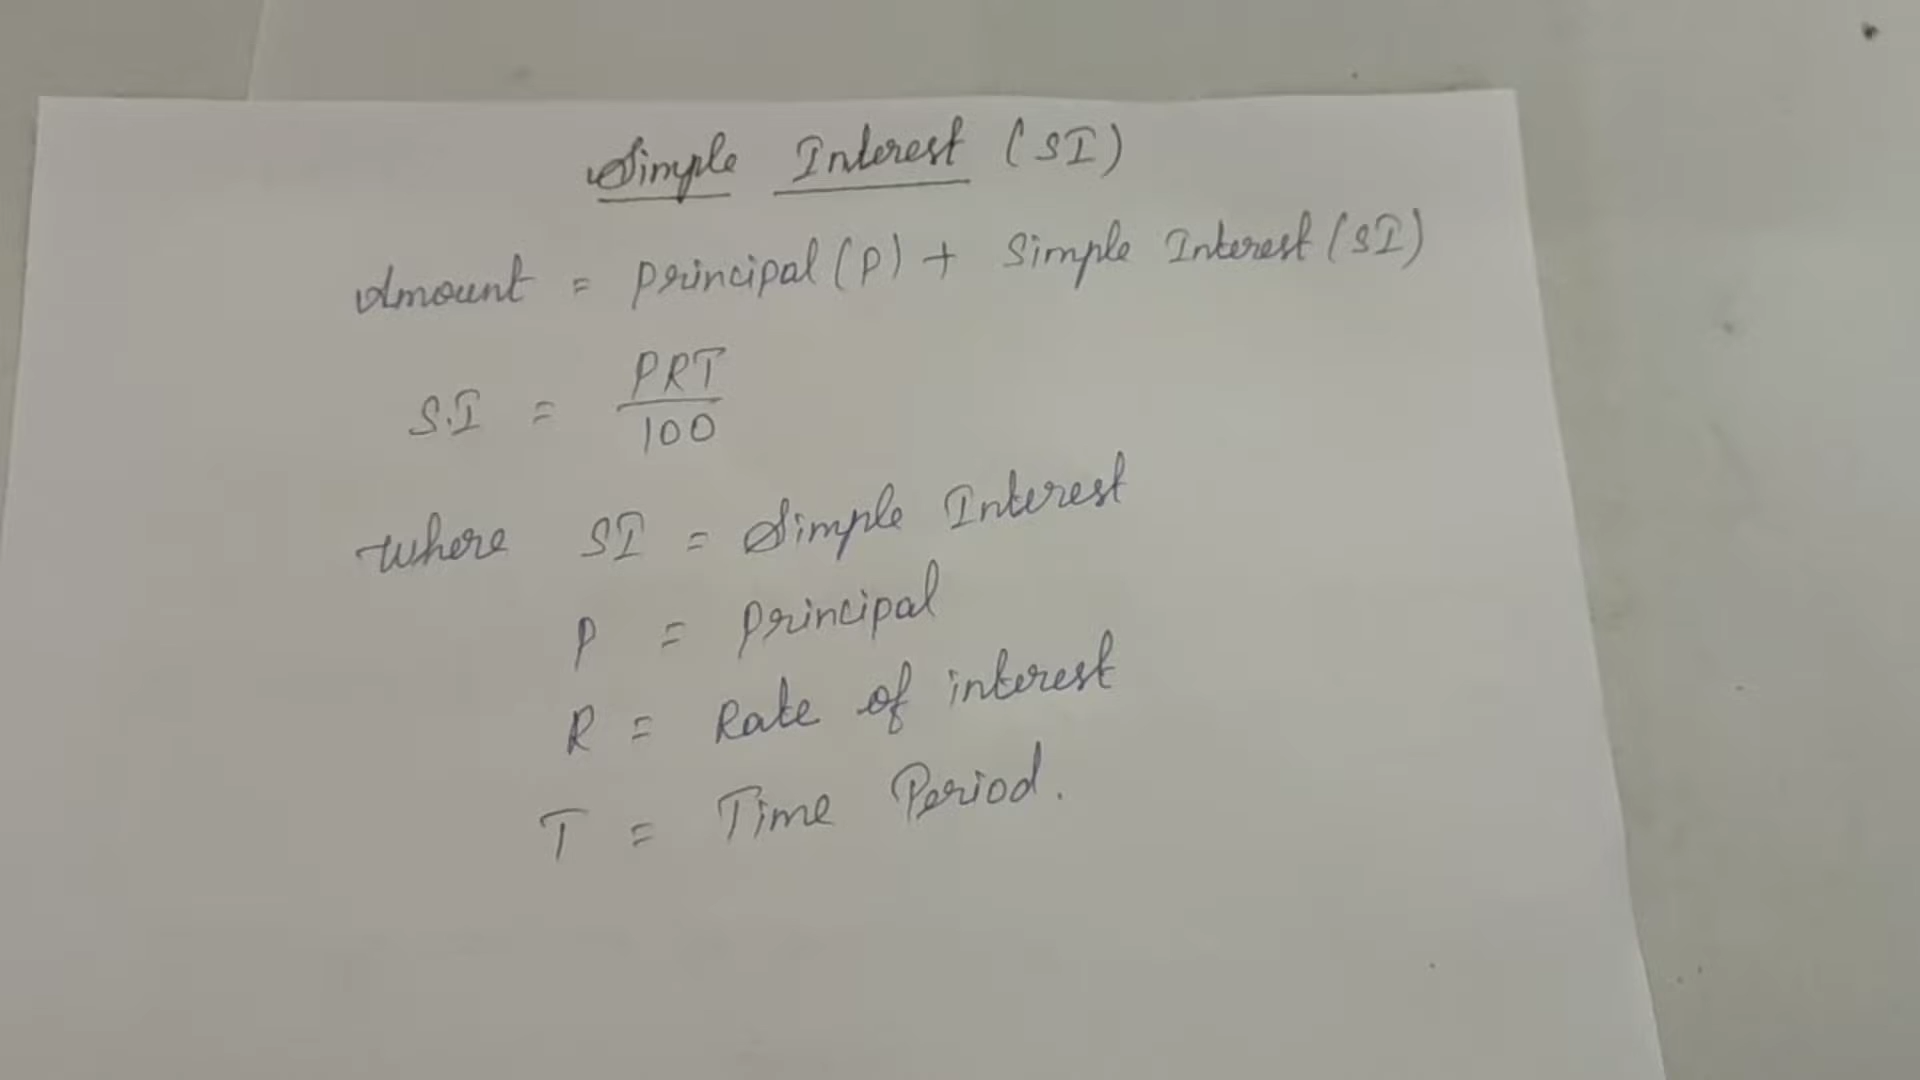 Simple Interest (SI)
Amount = Principal (P) + Simple Interest (SI)
S.I = PRT
100
Where SI = Simple Interest
P = Principal
R = Rate of interest
T = Time Period.